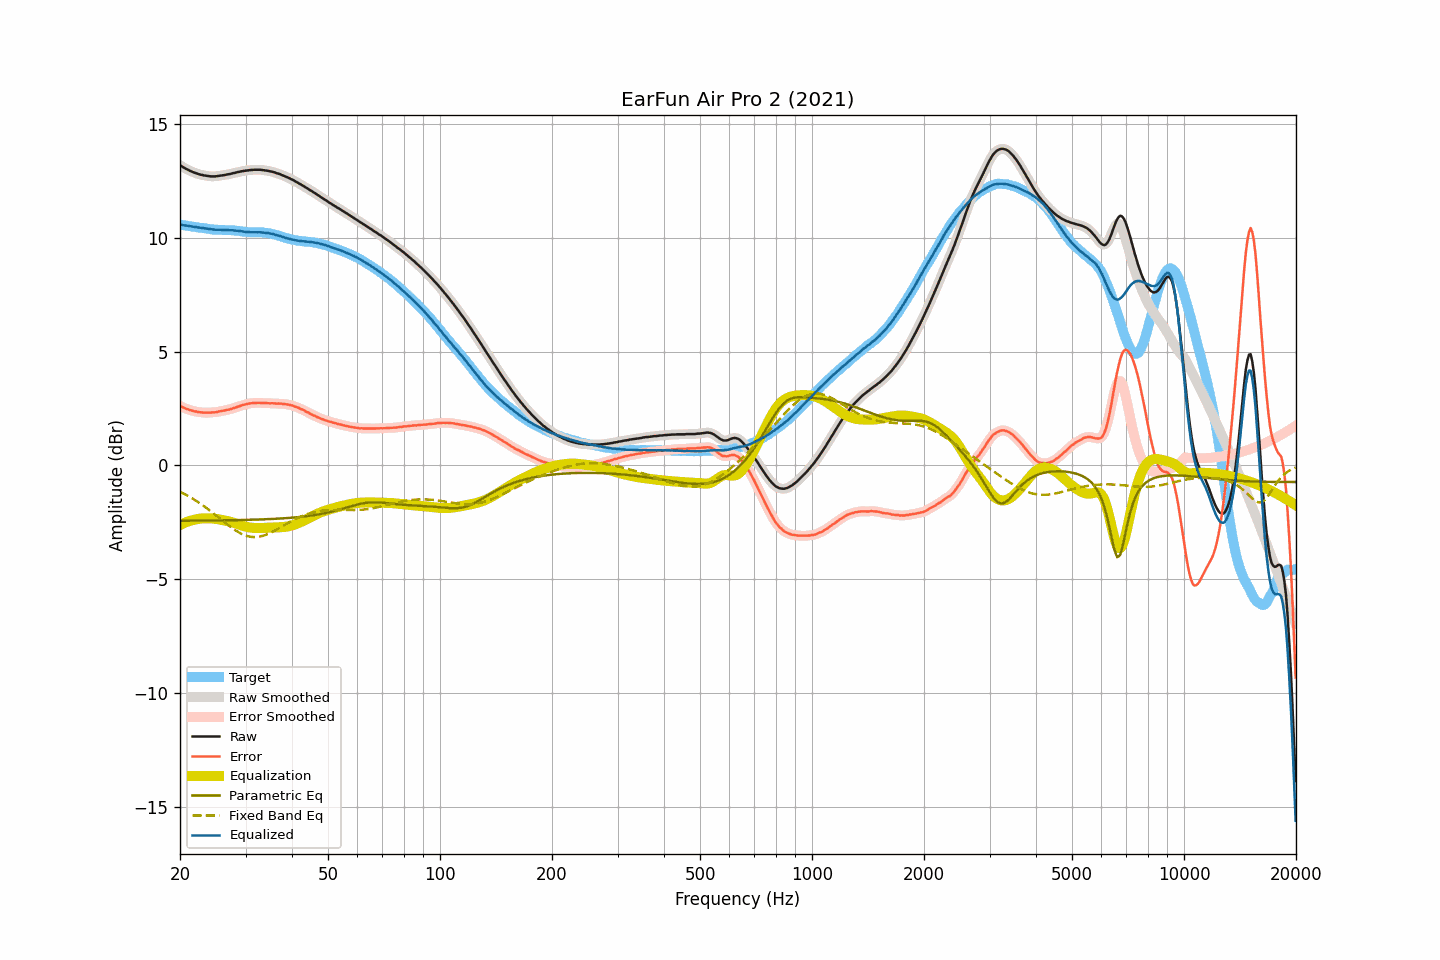 EarFun Air Pro 2 (2021)
Amplitude (dBr)
15
10
5
0
−5
−10
−15
Target
Raw Smoothed
Error Smoothed
Raw
Error
Equalization
Parametric Eq
Fixed Band Eq
Equalized
20 50 100 200 500 1000 2000 5000 10000 20000
Frequency (Hz)